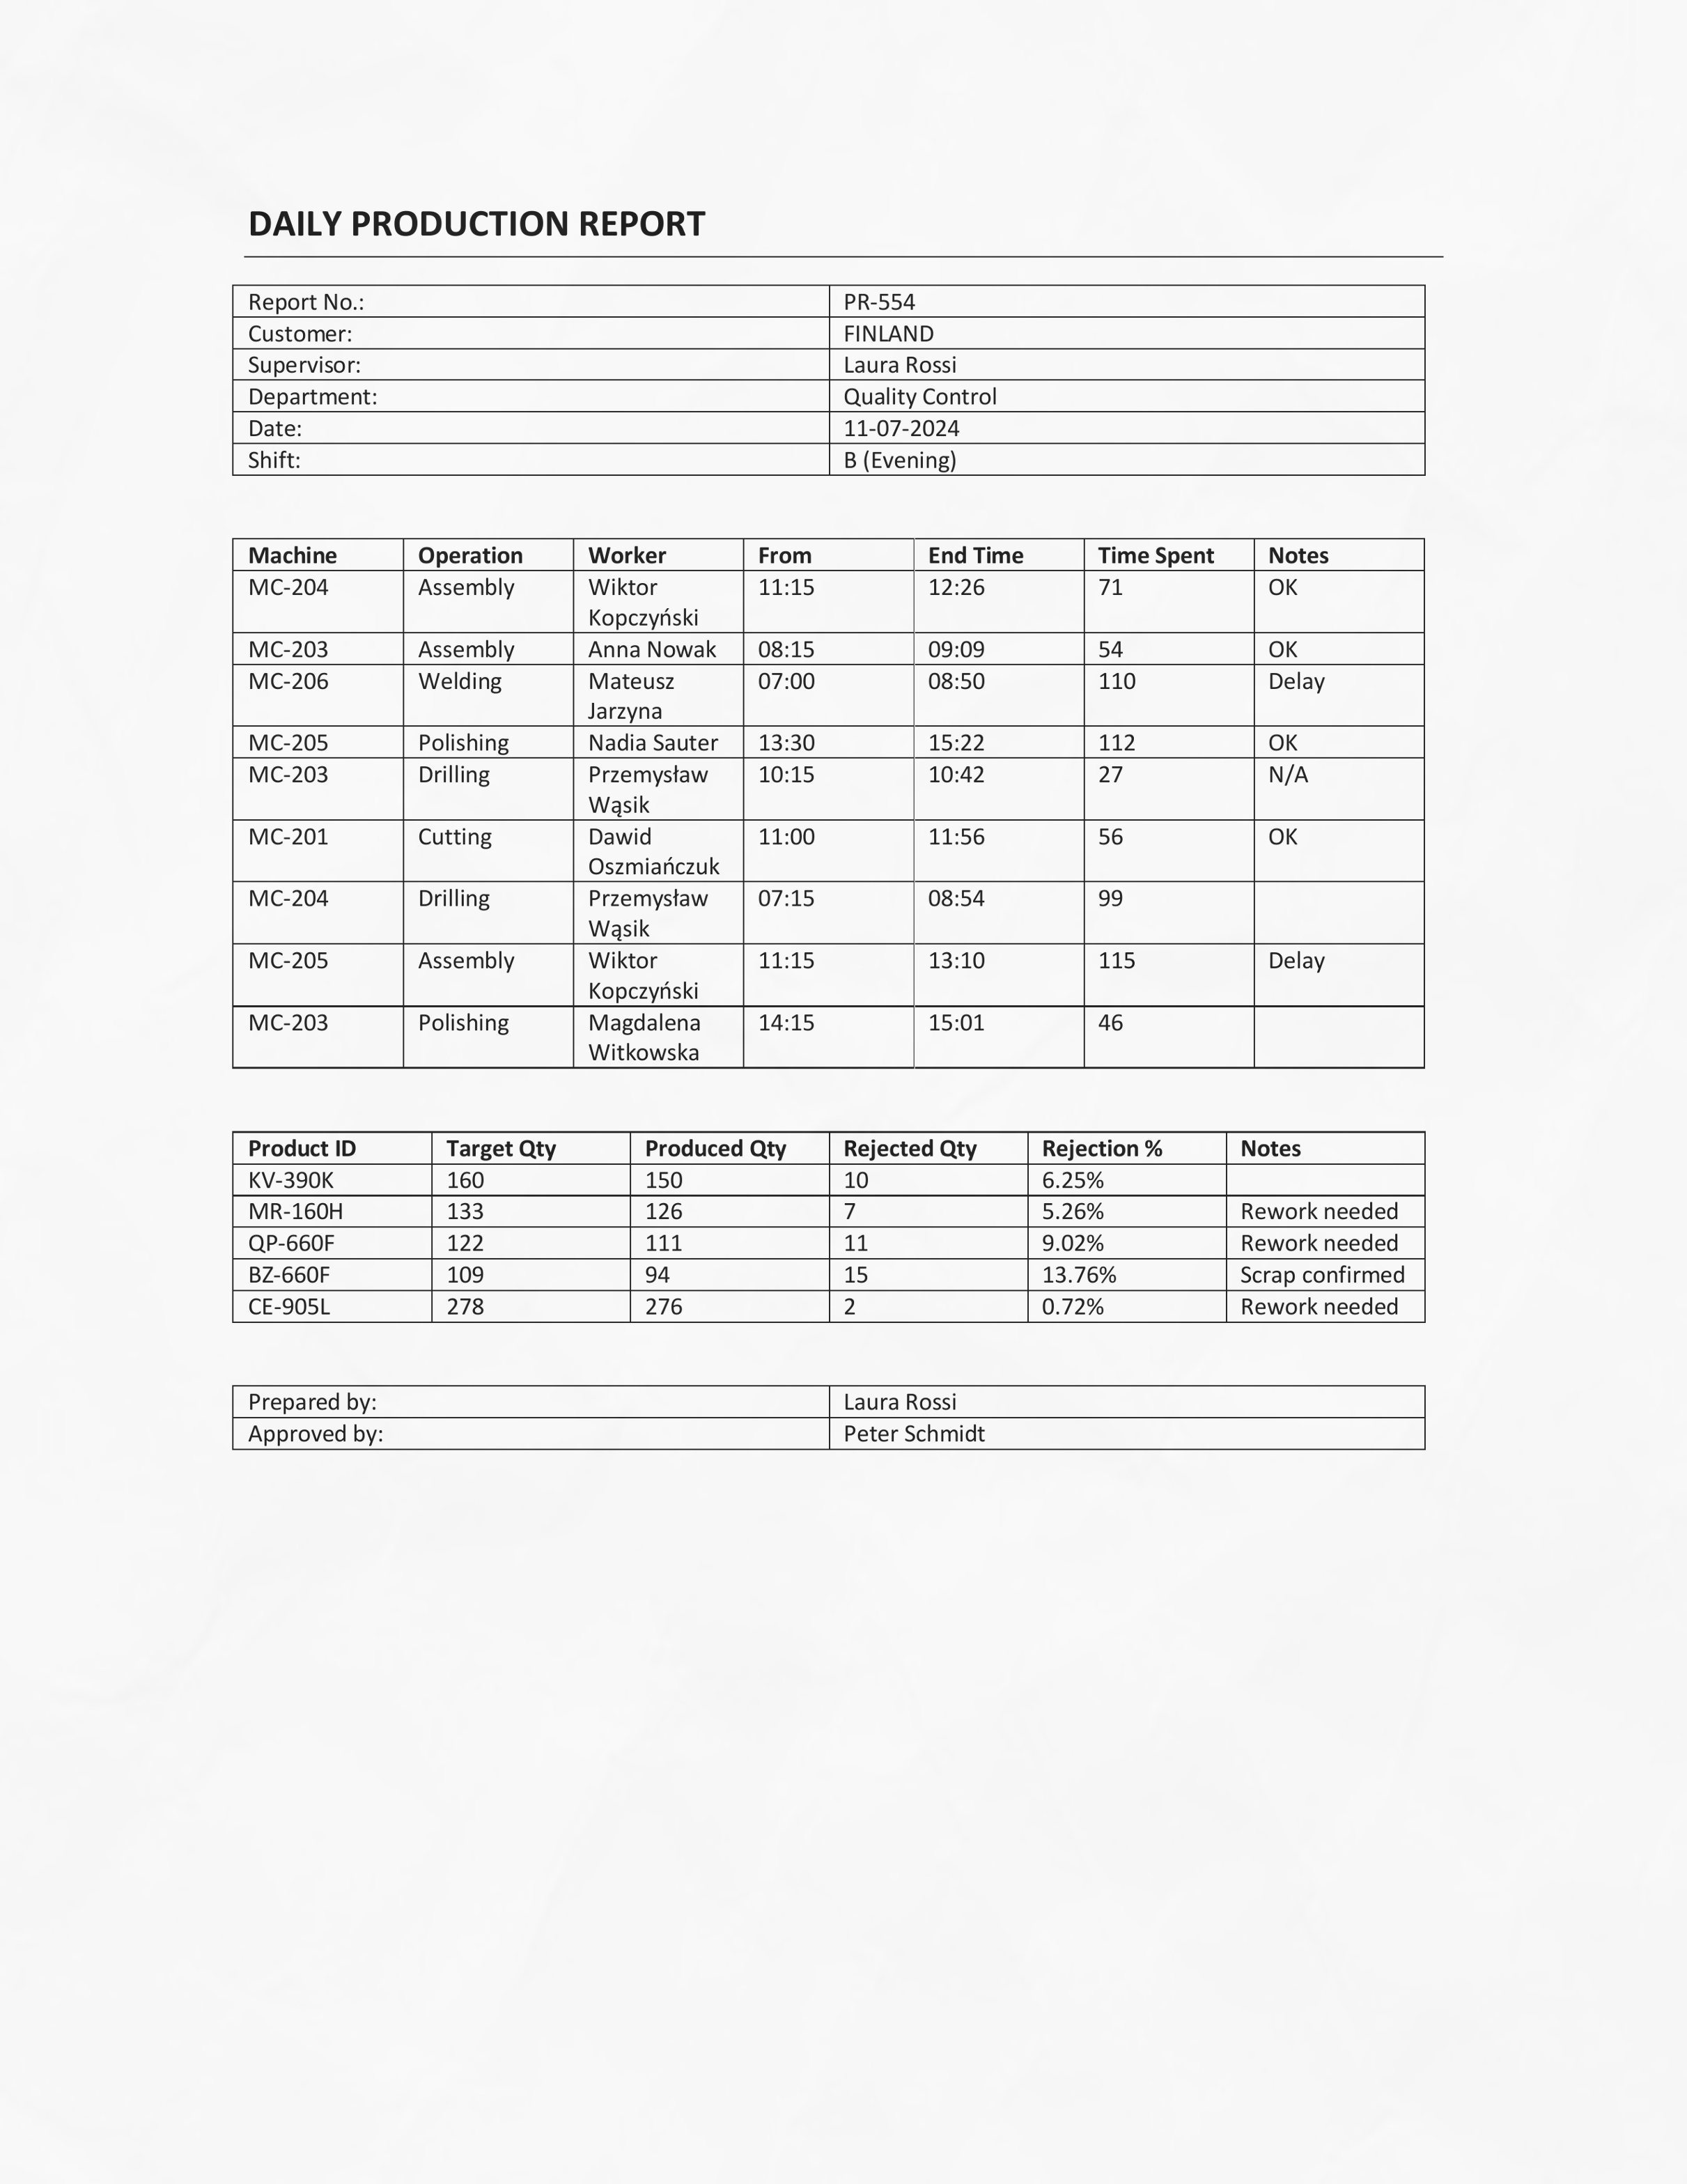 DAILY PRODUCTION REPORT
Report No.: PR-554
Customer: FINLAND
Supervisor: Laura Rossi
Department: Quality Control
Date: 11-07-2024
Shift: B (Evening)
Machine Operation Worker From End Time Time Spent Notes
MC-204 Assembly Wiktor 11:15 12:26 71 OK
Kopczyński
MC-203 Assembly Anna Nowak 08:15 09:09 54 OK
MC-206 Welding Mateusz 07:00 08:50 110 Delay
Jarzyna
MC-205 Polishing Nadia Sauter 13:30 15:22 112 OK
MC-203 Drilling Przemysław 10:15 10:42 27 N/A
Wąsik
MC-201 Cutting Dawid 11:00 11:56 56 OK
Oszmiańczuk
MC-204 Drilling Przemysław 07:15 08:54 99
Wąsik
MC-205 Assembly Wiktor 11:15 13:10 115 Delay
Kopczyński
MC-203 Polishing Magdalena 14:15 15:01 46
Witkowska
Product ID Target Qty Produced Qty Rejected Qty Rejection % Notes
KV-390K 160 150 10 6.25%
MR-160H 133 126 7 5.26% Rework needed
QP-660F 122 111 11 9.02% Rework needed
BZ-660F 109 94 15 13.76% Scrap confirmed
CE-905L 278 276 2 0.72% Rework needed
Prepared by: Laura Rossi
Approved by: Peter Schmidt